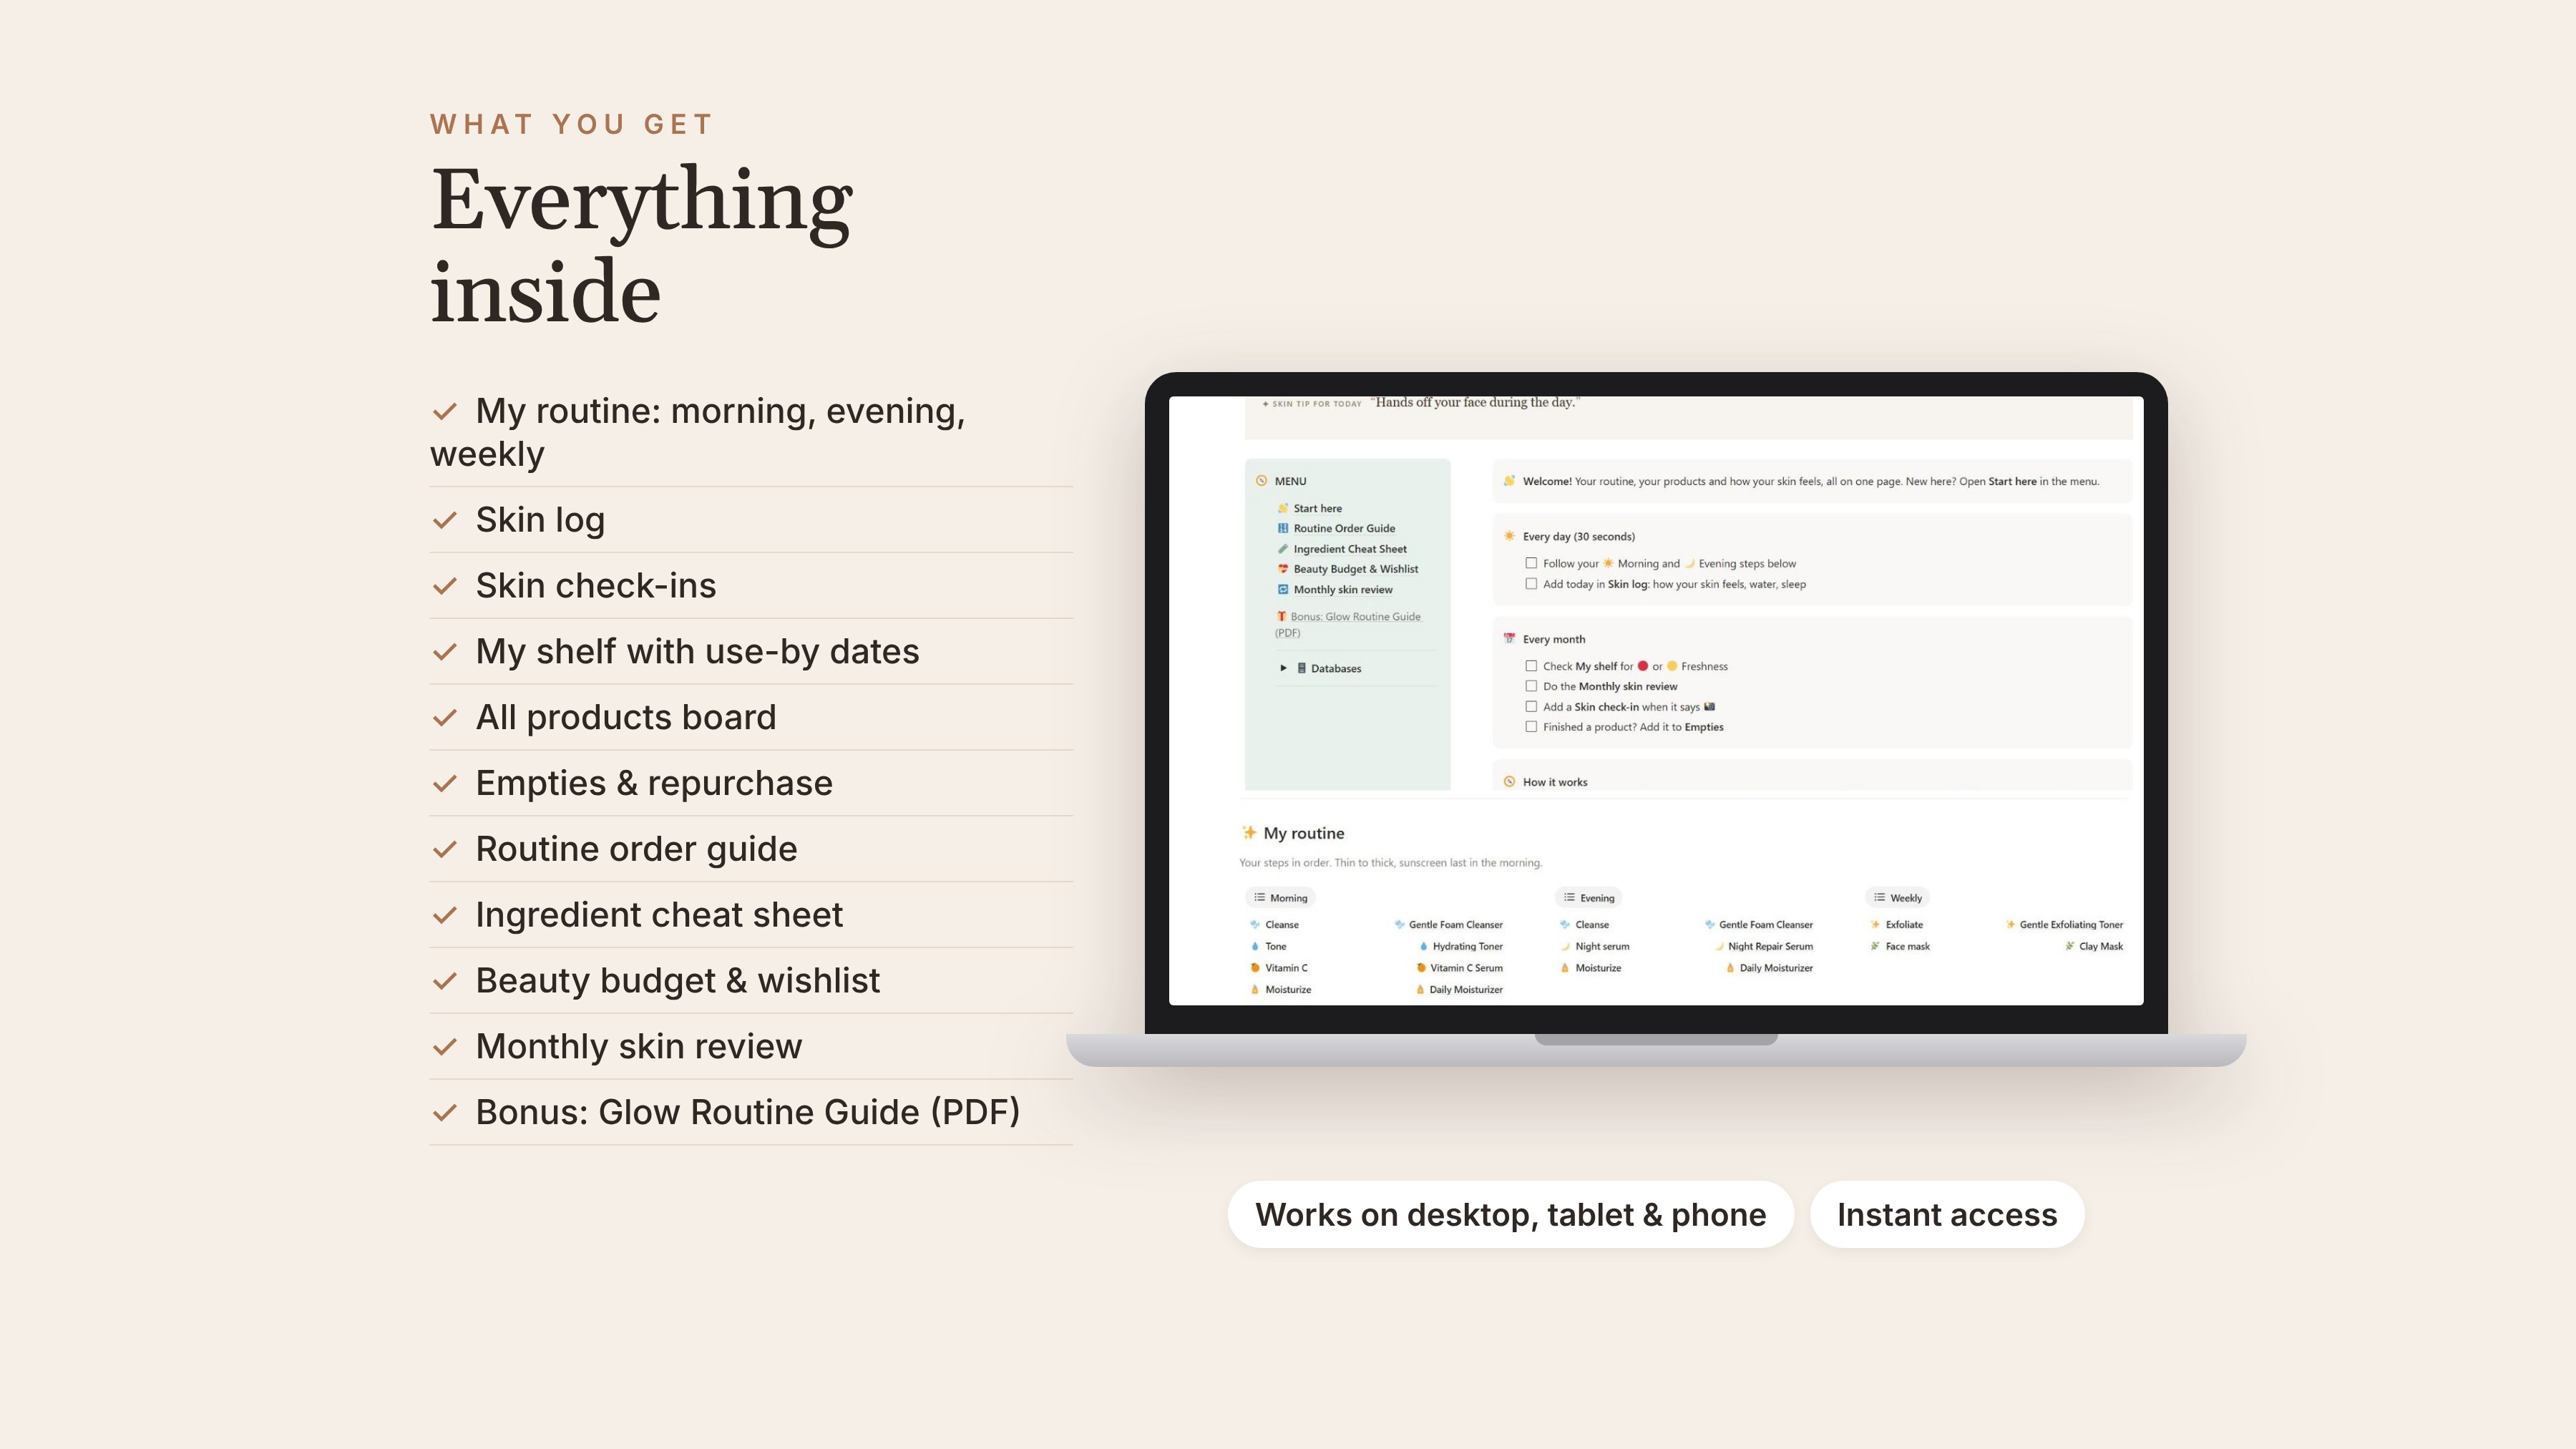 WHAT YOU GET
Everything
inside
My routine: morning, evening,
weekly
Skin log
Skin check-ins
My shelf with use-by dates
All products board
Empties & repurchase
Routine order guide
Ingredient cheat sheet
Beauty budget & wishlist
Monthly skin review
Bonus: Glow Routine Guide (PDF)
SKIN TIP FOR TODAY "Hands off your face during the day."
MENU
Start here
Routine Order Guide
Ingredient Cheat Sheet
Beauty Budget & Wishlist
Monthly skin review
Bonus: Glow Routine Guide
(PDF)
Databases
Welcome! Your routine, your products and how your skin feels, all on one page. New here? Open Start here in the menu.
Every day (30 seconds)
Follow your Morning and Evening steps below
Add today in Skin log: how your skin feels, water, sleep
Every month
Check My shelf for or Freshness
Do the Monthly skin review
Add a Skin check-in when it says
Finished a product? Add it to Empties
How it works
My routine
Your steps in order. Thin to thick, sunscreen last in the morning.
Morning
Cleanse Gentle Foam Cleanser
Tone Hydrating Toner
Vitamin C Vitamin C Serum
Moisturize Daily Moisturizer
Evening
Cleanse Gentle Foam Cleanser
Night serum Night Repair Serum
Moisturize Daily Moisturizer
Weekly
Exfoliate Gentle Exfoliating Toner
Face mask Clay Mask
Works on desktop, tablet & phone
Instant access